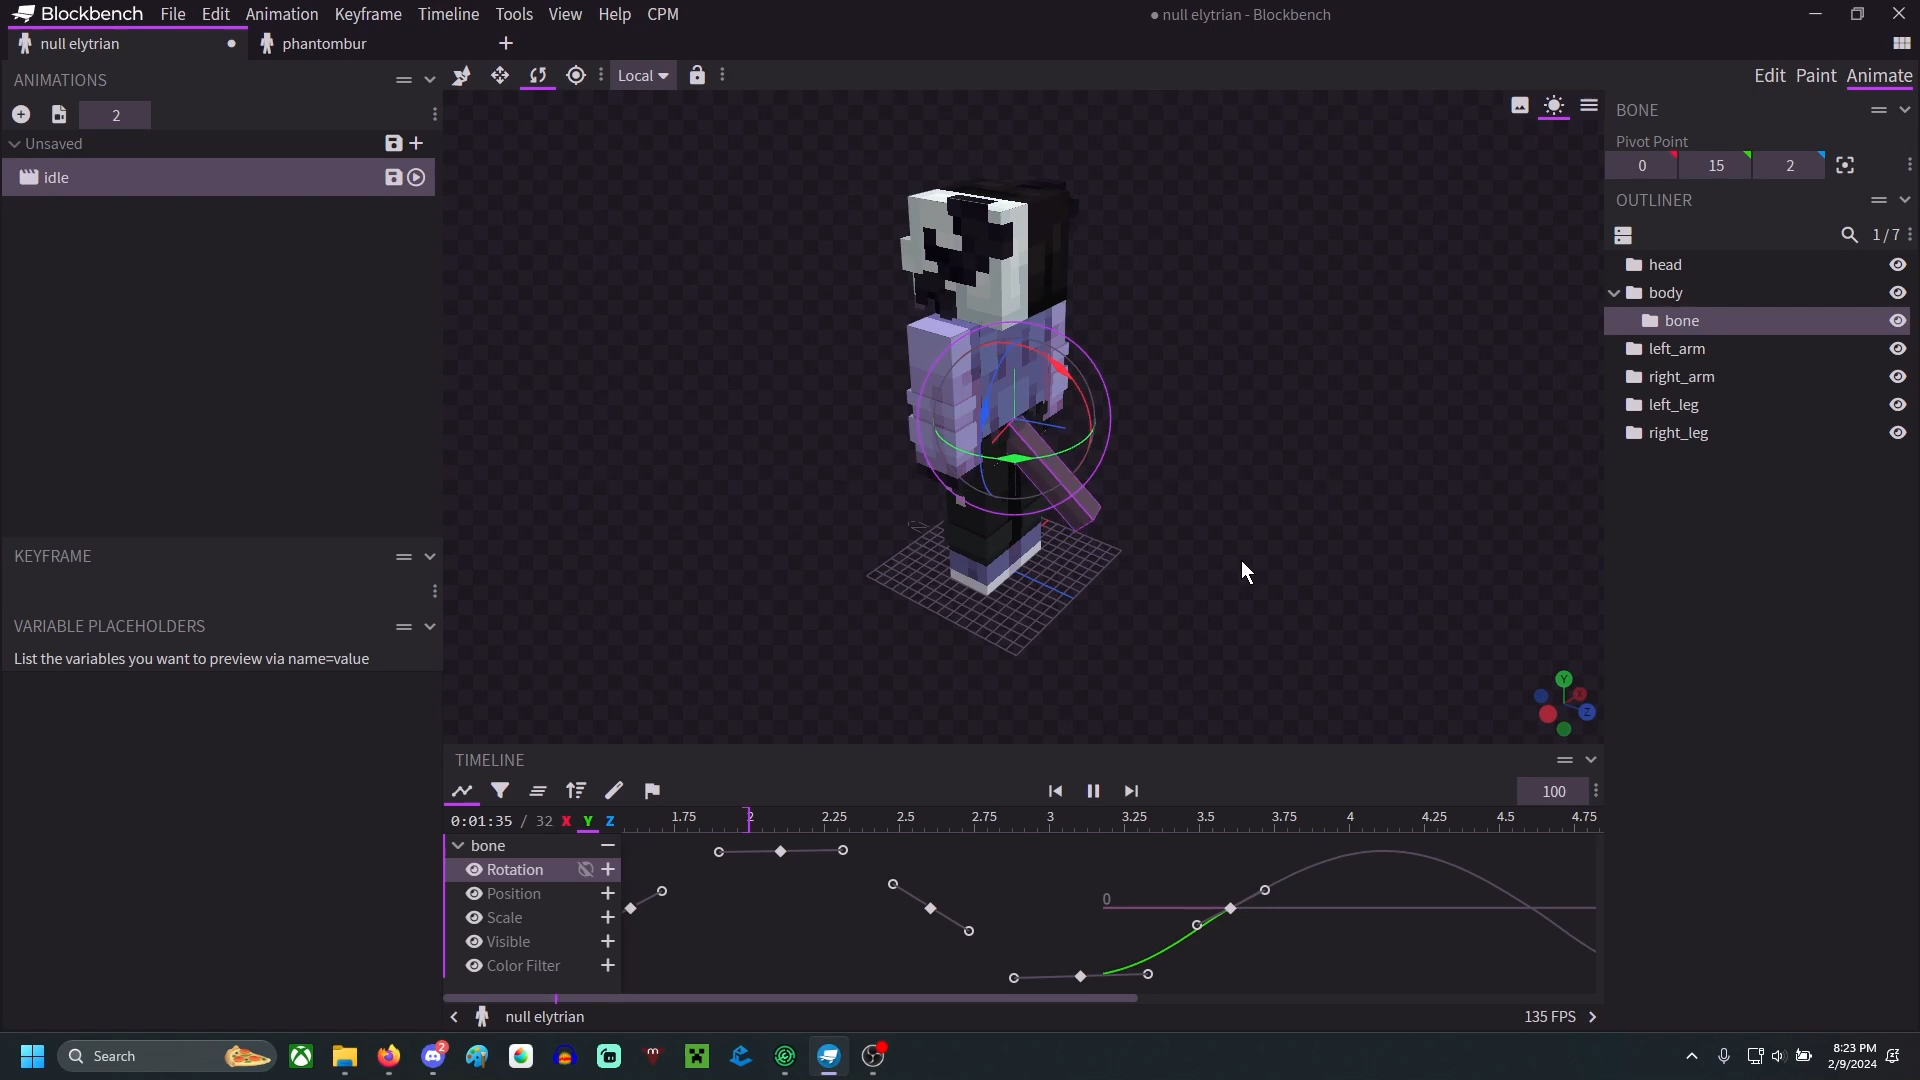 Blockbench File Edit Animation Keyframe Timeline Tools View Help CPM
null elytrian - Blockbench
null elytrian
phantombur
ANIMATIONS
Local
Edit Paint Animate
2
Unsaved
idle
BONE
Pivot Point
0 15 2
OUTLINER
1/7
head
body
bone
left_arm
right_arm
left_leg
right_leg
KEYFRAME
VARIABLE PLACEHOLDERS
List the variables you want to preview via name=value
Y
X
Z
TIMELINE
100
0:01:35 / 32 X Y Z
1.75 2 2.25 2.5 2.75 3 3.25 3.5 3.75 4 4.25 4.5 4.75
bone
Rotation
Position
Scale
Visible
Color Filter
0
null elytrian
135 FPS
Search
2
8:23 PM
2/9/2024